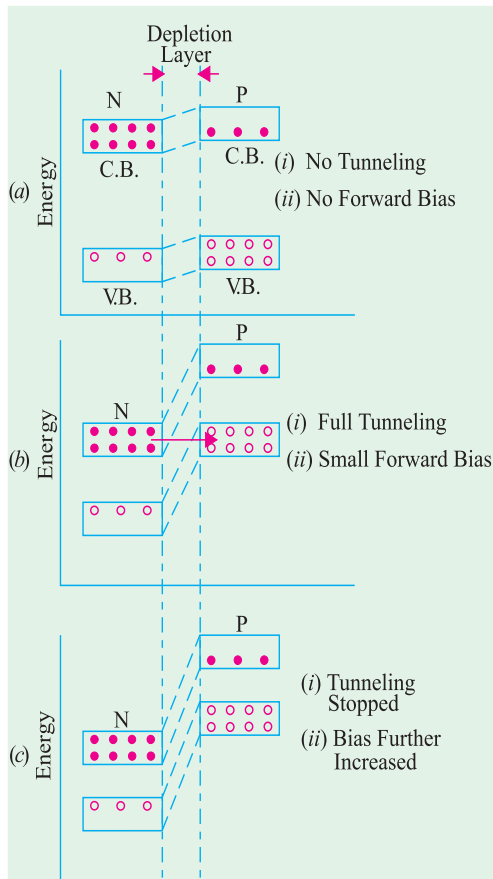 Depletion
Layer
N
P
C.B.
C.B.
(i) No Tunneling
(ii) No Forward Bias
(a)
Energy
V.B.
V.B.
P
N
(i) Full Tunneling
(ii) Small Forward Bias
(b)
Energy
P
N
(i) Tunneling
Stopped
(ii) Bias Further
Increased
(c)
Energy